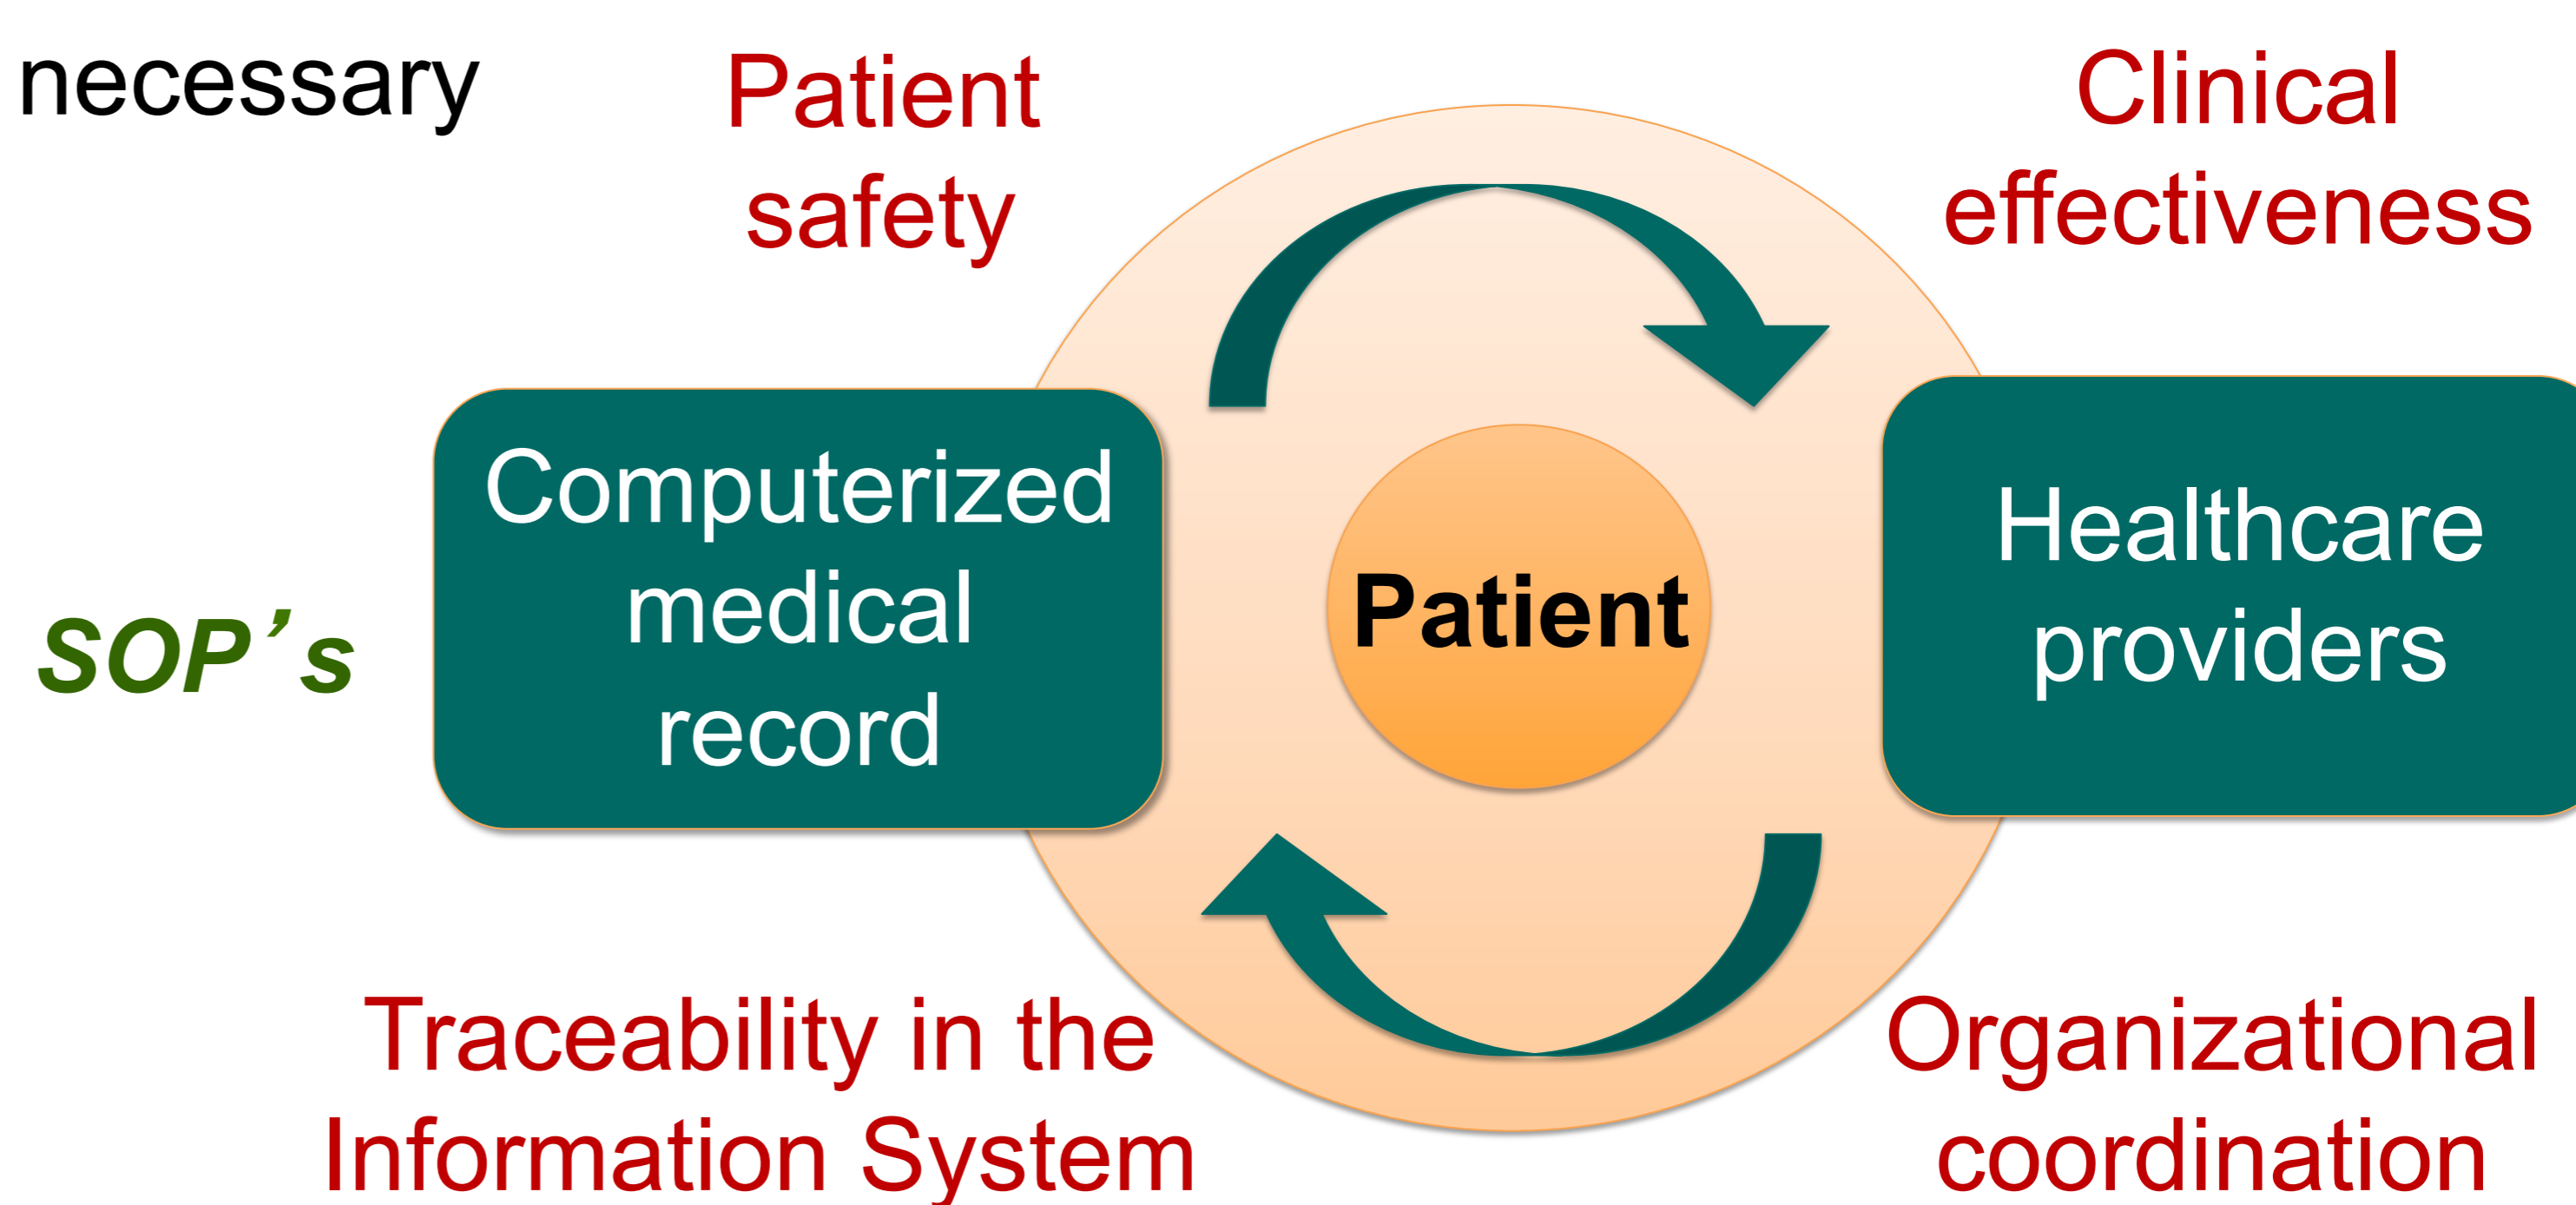 necessary
Patient
safety
Clinical
effectiveness
SOP’s
Computerized
medical
record
Patient
Healthcare
providers
Traceability in the
Information System
Organizational
coordination